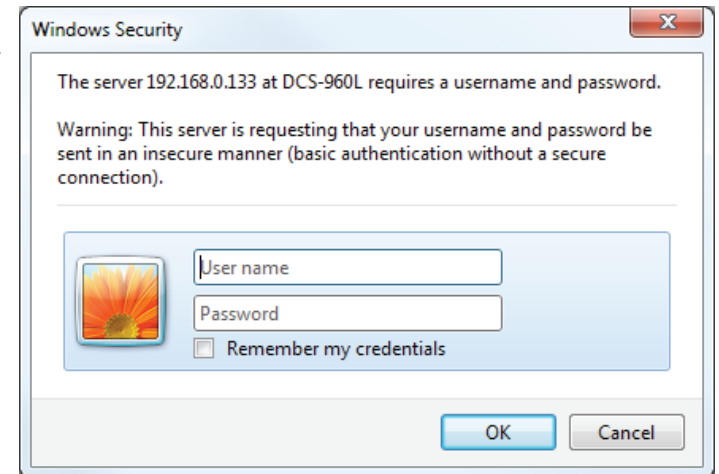 Windows Security
The server 192.168.0.133 at DCS-960L requires a username and password.
Warning: This server is requesting that your username and password be
sent in an insecure manner (basic authentication without a secure
connection).
User name
Password
Remember my credentials
OK Cancel